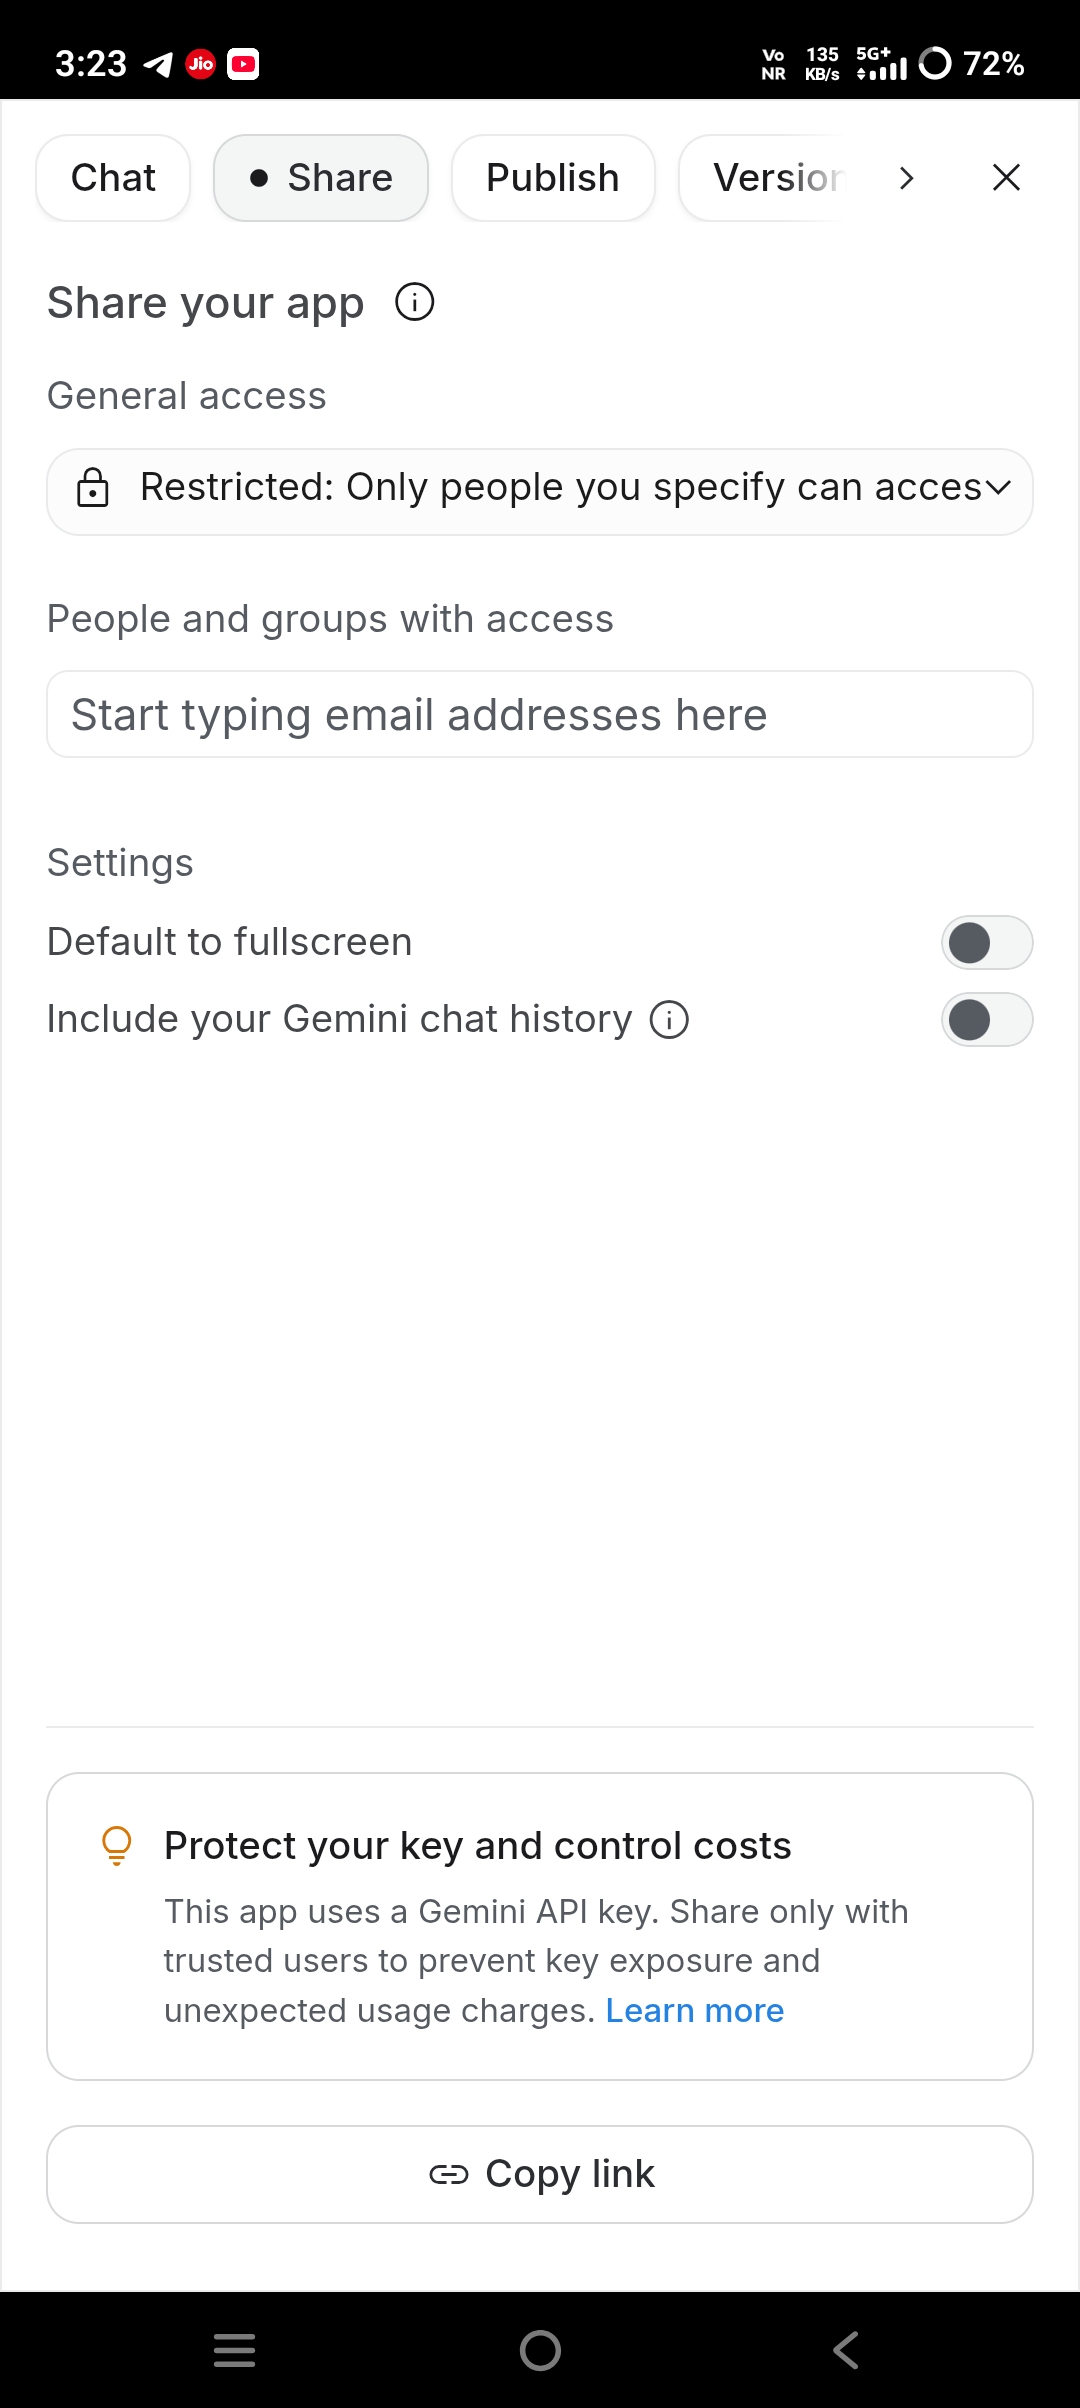 3:23 Jio Vo NR 135 KB/s 5G+ 72%
Chat Share Publish Version
Share your app
General access
Restricted: Only people you specify can acces
People and groups with access
Start typing email addresses here
Settings
Default to fullscreen
Include your Gemini chat history
Protect your key and control costs
This app uses a Gemini API key. Share only with
trusted users to prevent key exposure and
unexpected usage charges. Learn more
Copy link